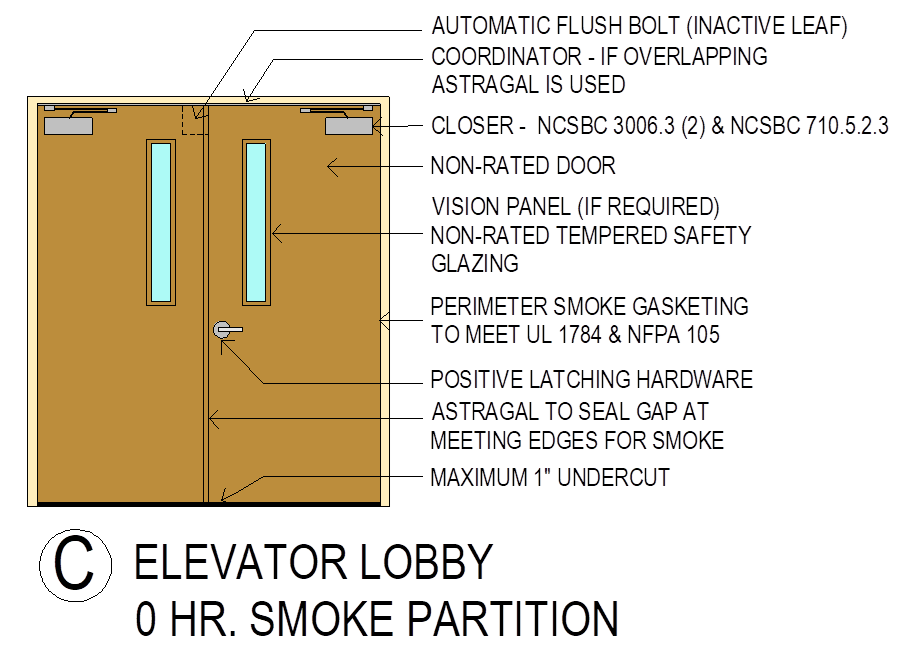 AUTOMATIC FLUSH BOLT (INACTIVE LEAF)
COORDINATOR - IF OVERLAPPING
ASTRAGAL IS USED
CLOSER - NCSBC 3006.3 (2) & NCSBC 710.5.2.3
NON-RATED DOOR
VISION PANEL (IF REQUIRED)
NON-RATED TEMPERED SAFETY
GLAZING
PERIMETER SMOKE GASKETING
TO MEET UL 1784 & NFPA 105
POSITIVE LATCHING HARDWARE
ASTRAGAL TO SEAL GAP AT
MEETING EDGES FOR SMOKE
MAXIMUM 1" UNDERCUT
C
ELEVATOR LOBBY
0 HR. SMOKE PARTITION